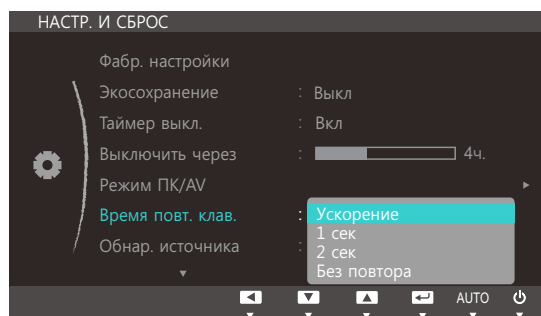 НАСТР. И СБРОС
Фабр. настройки
Экосохранение : Выкл
Таймер выкл. : Вкл
Выключить через : 4ч.
Режим ПК/AV
Время повт. клав. : Ускорение
1 сек
2 сек
Обнар. источника :
Без повтора
AUTO